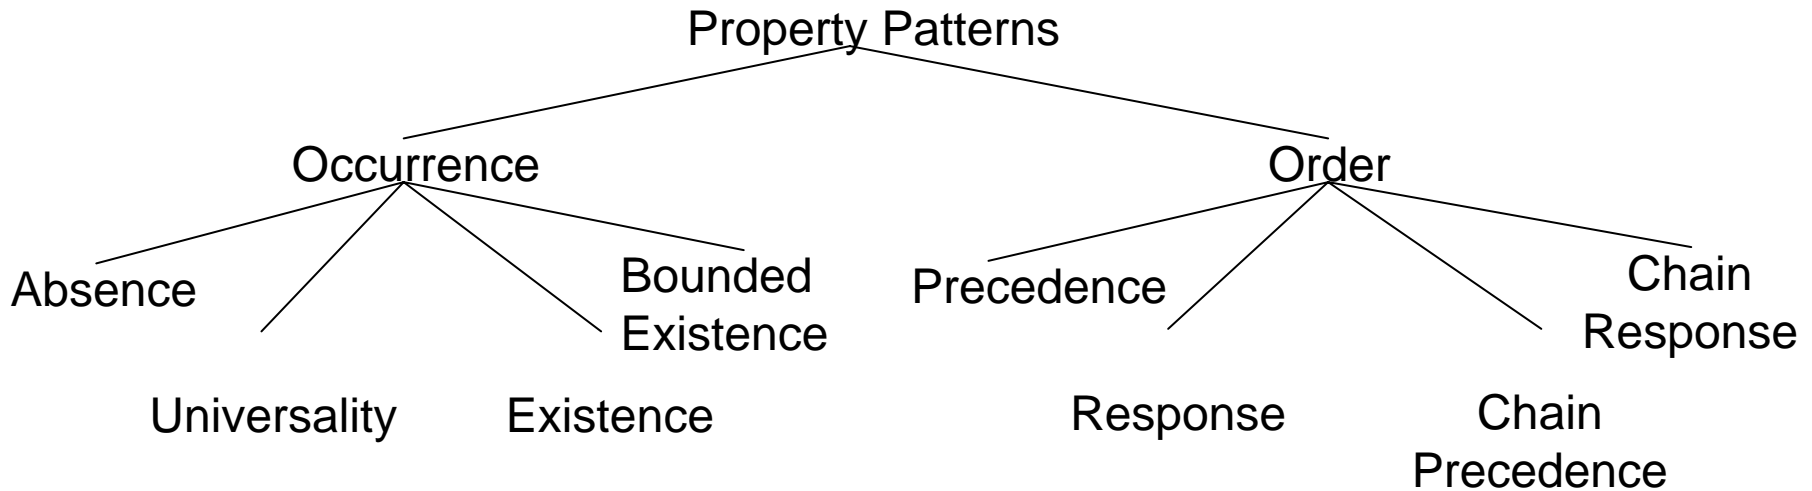 Property Patterns
Occurrence
Order
Absence
Bounded
Existence
Universality
Existence
Precedence
Chain
Response
Response
Chain
Precedence